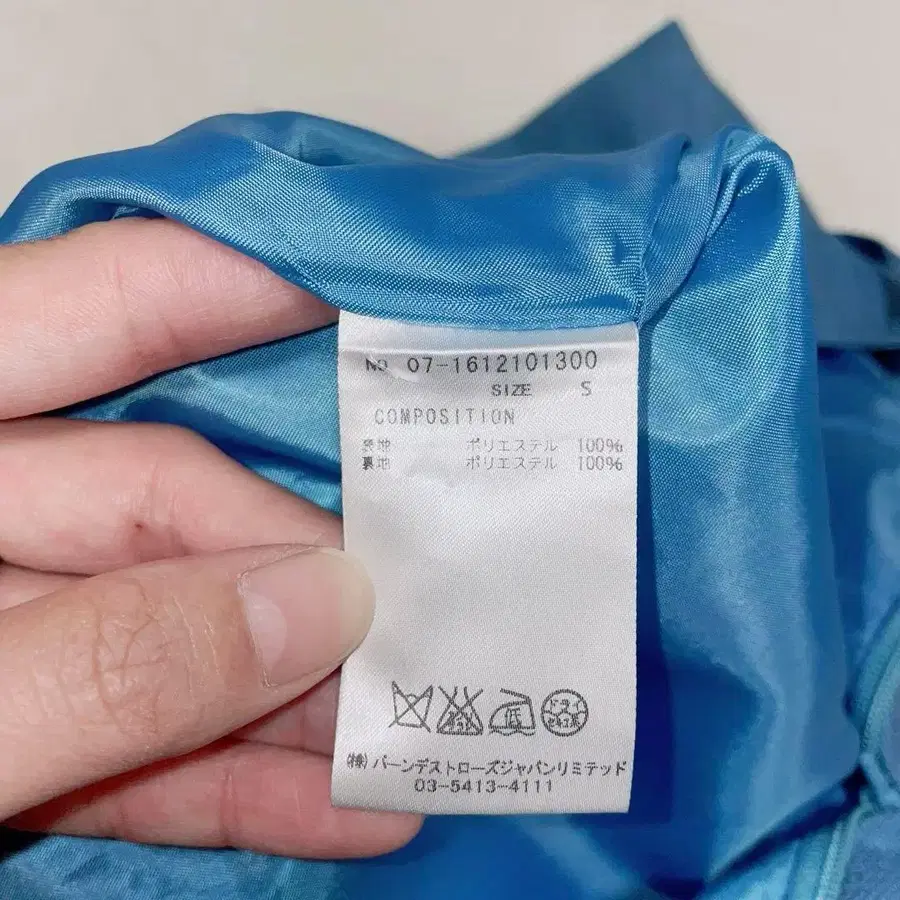 NO 07-1612101300
SIZE S
COMPOSITION
表地 ポリエステル 100%
裏地 ポリエステル 100%
低
(株)バーンデストローズジャパンリミテッド
03-5413-4111